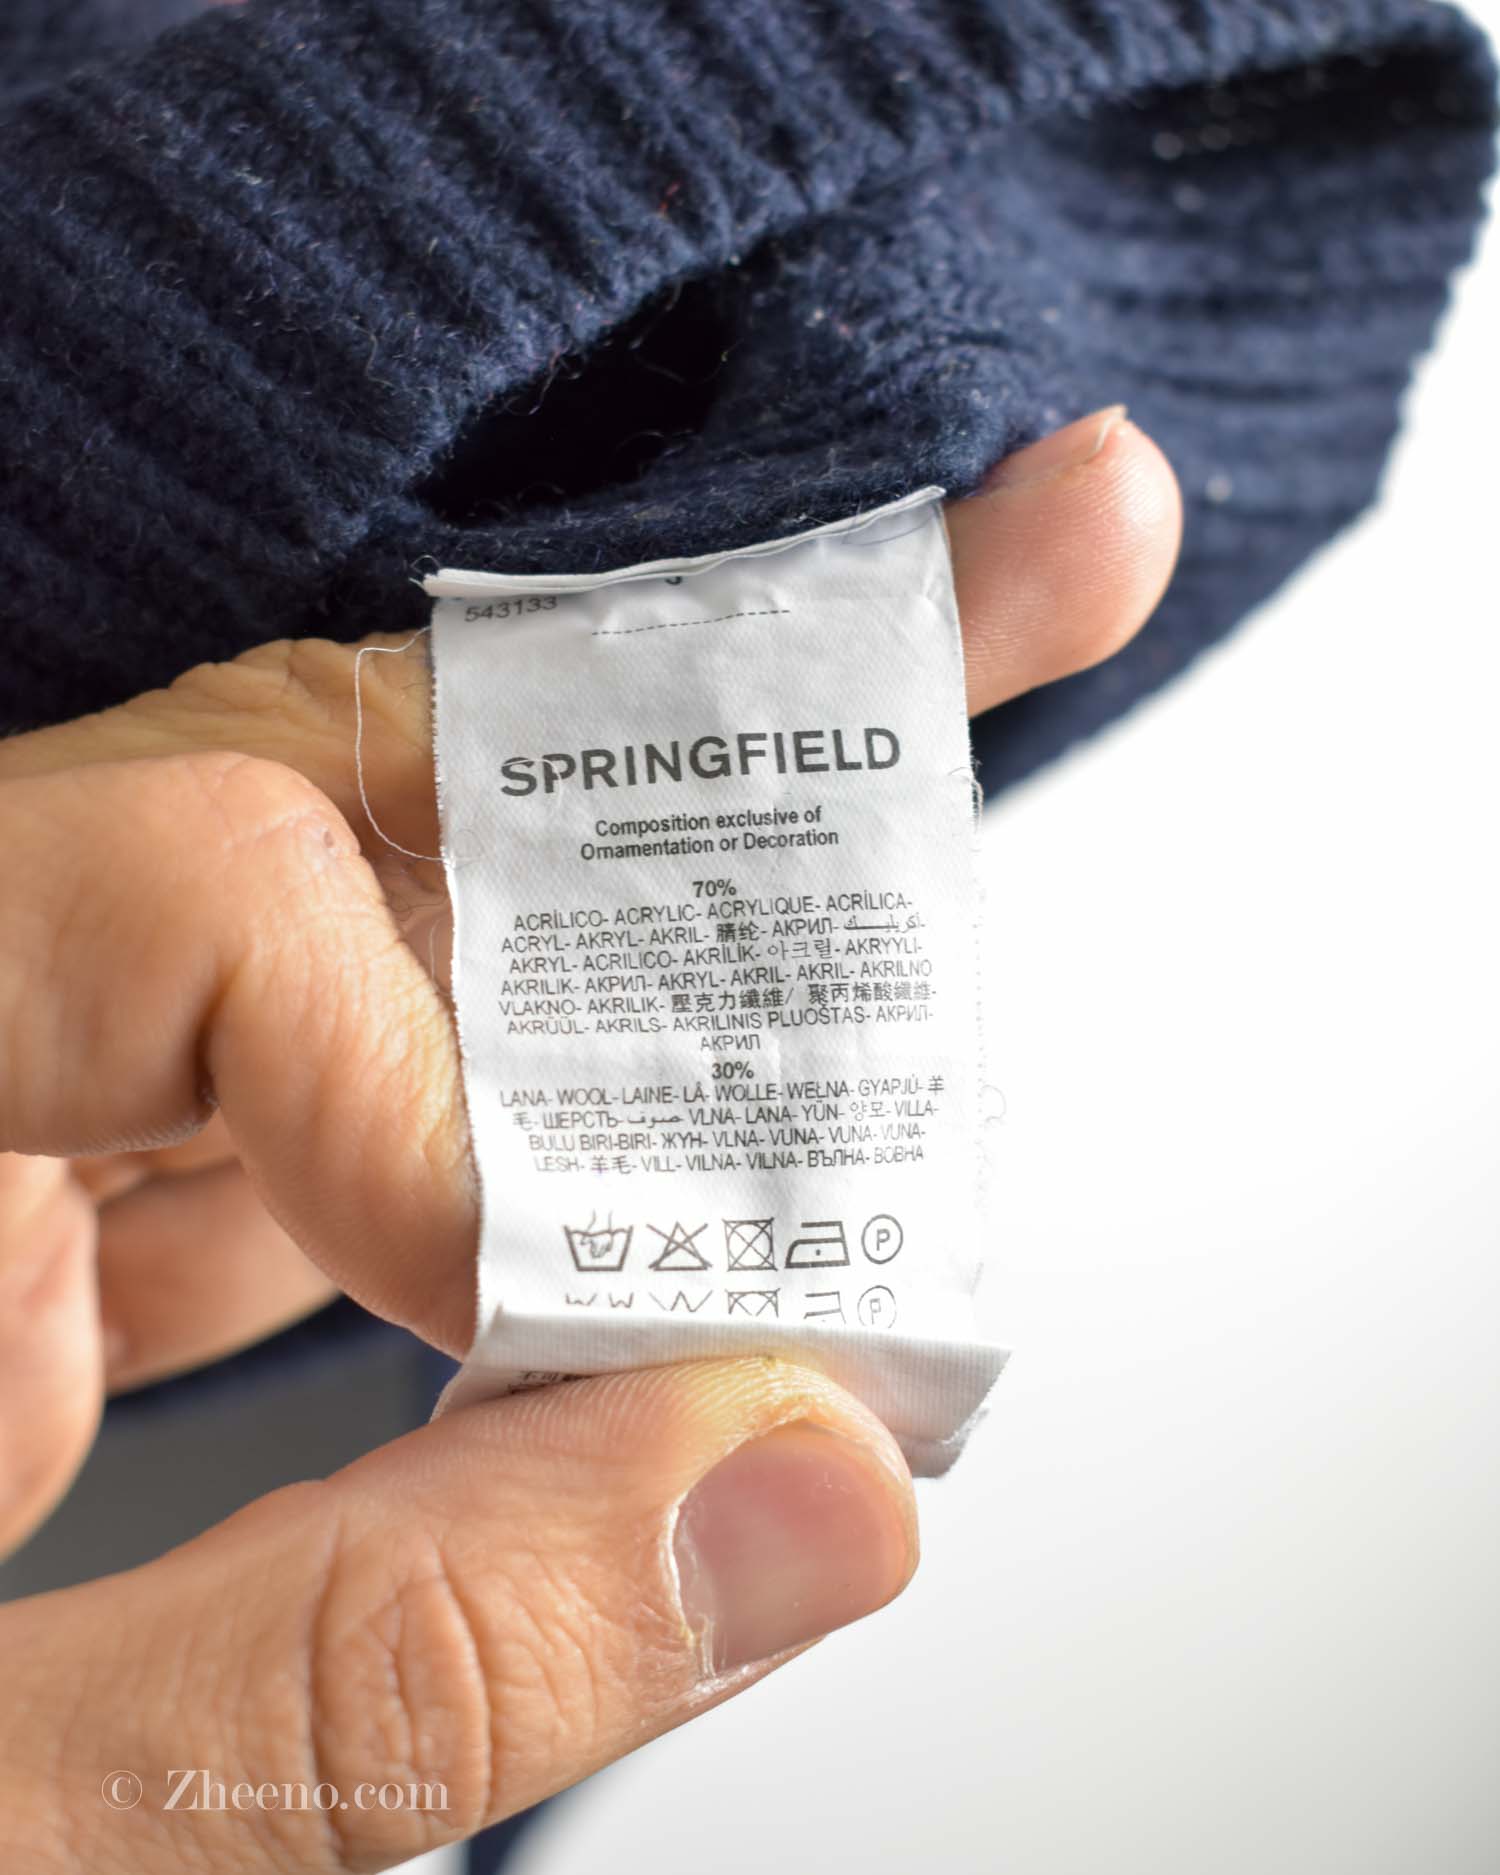 543133
SPRINGFIELD
Composition exclusive of
Ornamentation or Decoration
70%
ACRÍLICO- ACRYLIC- ACRYLIQUE- ACRÍLICA-
ACRYL- AKRYL- AKRIL- 腈纶- АКРИЛ- أكريليك-
AKRYL- ACRILICO- AKRİLİK- 아크릴- AKRYYLI-
AKRILIK- АКРИЛ- AKRYL- AKRIL- AKRIL- AKRILNO
VLAKNO- AKRILIK- 壓克力纖維/ 聚丙烯酸纖維-
AKRÜÜL- AKRILS- AKRILINIS PLUOŠTAS- АКРИЛ-
АКРИЛ
30%
LANA- WOOL- LAINE- LÃ- WOLLE- WEŁNA- GYAPJÚ- 羊
毛- ШЕРСТЬ- صوف- VLNA- LANA- YÜN- 양모- VILLA-
BULU BIRI-BIRI- ЖҮН- VLNA- VUNA- VUNA- VUNA-
LESH- 羊毛- VILL- VILNA- VILNA- ВЪЛНА- ВОВНА
P
P
不可
© Zheeno.com